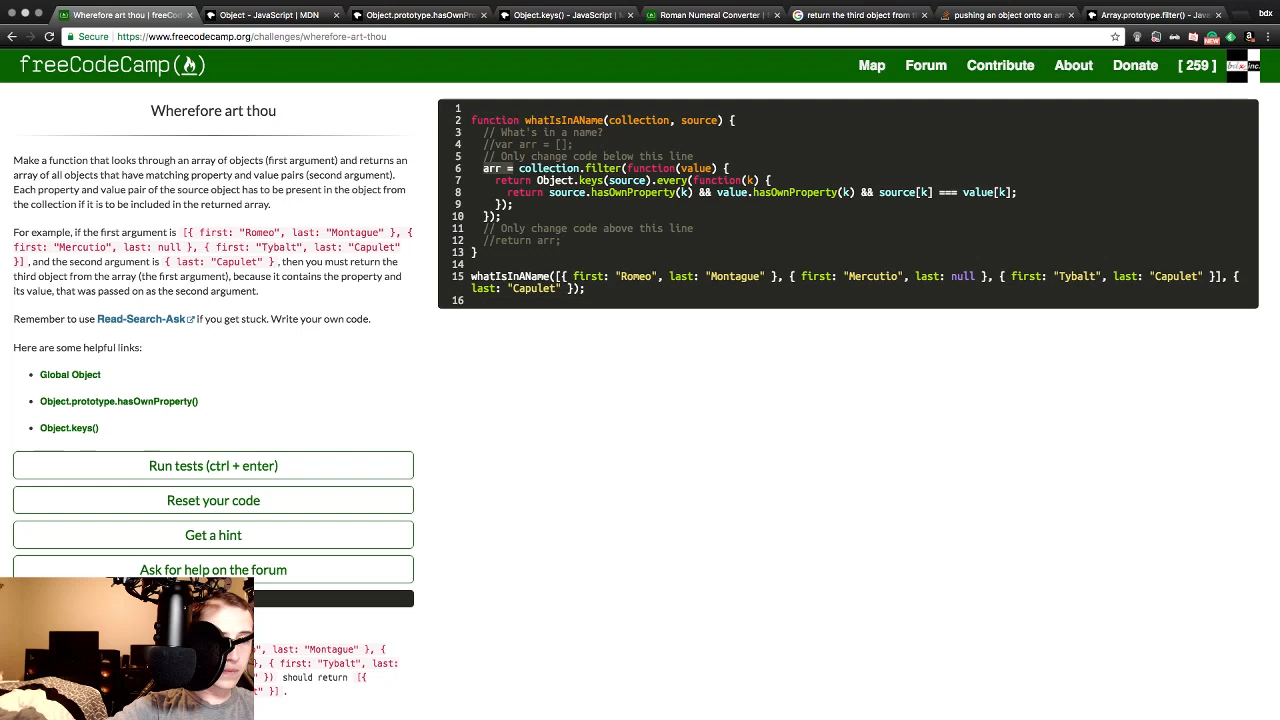 Wherefore art thou | freeCod
Object - JavaScript | MDN
Object.prototype.hasOwnPro
Object.keys() - JavaScript | M
Roman Numeral Converter | f
return the third object from th
pushing an object onto an arr
Array.prototype.filter() - Java
bdx
Secure | https://www.freecodecamp.org/challenges/wherefore-art-thou
NEW
freeCodeCamp
Map
Forum
Contribute
About
Donate
[ 259 ]
bdx inc.
Wherefore art thou
Make a function that looks through an array of objects (first argument) and returns an
array of all objects that have matching property and value pairs (second argument).
Each property and value pair of the source object has to be present in the object from
the collection if it is to be included in the returned array.
For example, if the first argument is [{ first: "Romeo", last: "Montague" }, {
first: "Mercutio", last: null }, { first: "Tybalt", last: "Capulet"
}] , and the second argument is { last: "Capulet" } , then you must return the
third object from the array (the first argument), because it contains the property and
its value, that was passed on as the second argument.
Remember to use Read-Search-Ask if you get stuck. Write your own code.
Here are some helpful links:
Global Object
Object.prototype.hasOwnProperty()
Object.keys()
Run tests (ctrl + enter)
Reset your code
Get a hint
Ask for help on the forum
", last: "Montague" }, {
}, { first: "Tybalt", last:
" }) should return [{
t" }] .
1
2 function whatIsInAName(collection, source) {
3 // What's in a name?
4 //var arr = [];
5 // Only change code below this line
6 arr = collection.filter(function(value) {
7 return Object.keys(source).every(function(k) {
8 return source.hasOwnProperty(k) && value.hasOwnProperty(k) && source[k] === value[k];
9 });
10 });
11 // Only change code above this line
12 //return arr;
13 }
14
15 whatIsInAName([{ first: "Romeo", last: "Montague" }, { first: "Mercutio", last: null }, { first: "Tybalt", last: "Capulet" }], {
last: "Capulet" });
16